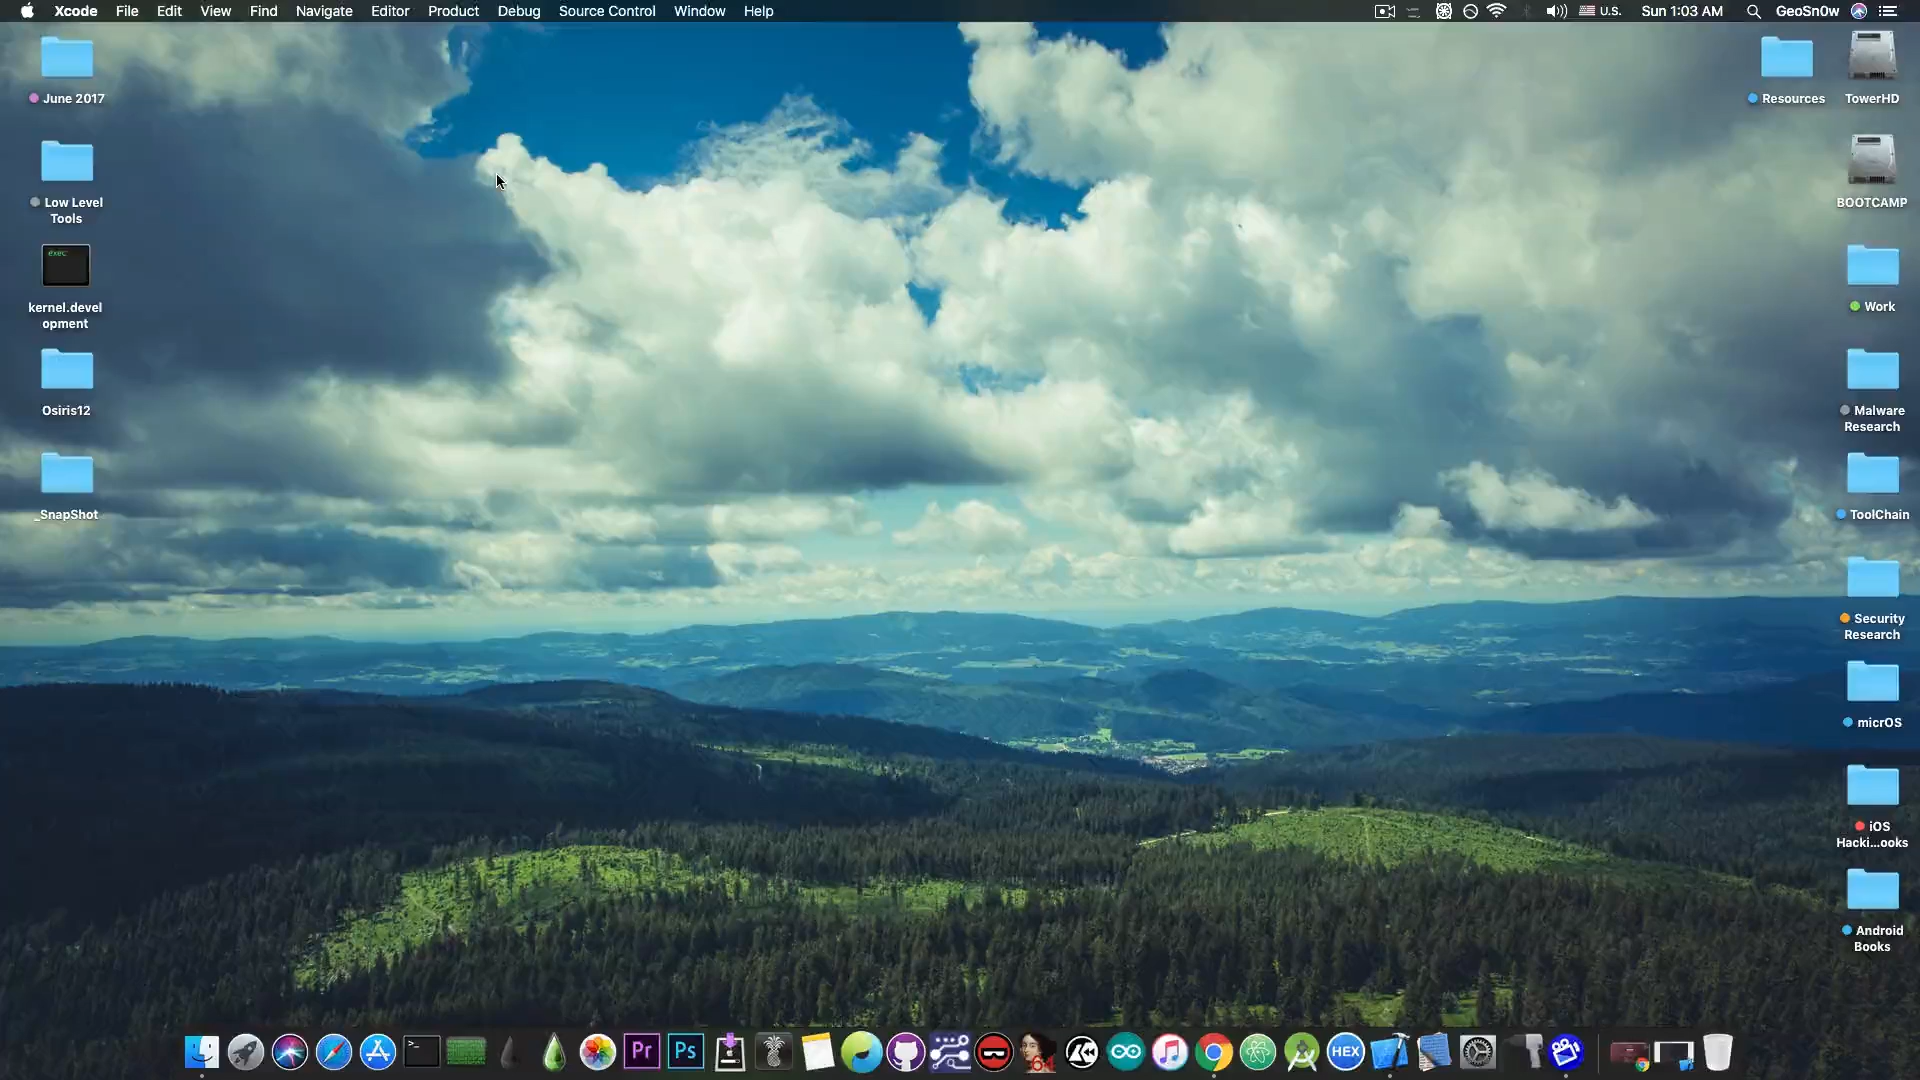 Xcode File Edit View Find Navigate Editor Product Debug Source Control Window Help
U.S. Sun 1:03 AM GeoSn0w
June 2017
Low Level
Tools
exec
kernel.devel
opment
Osiris12
_SnapShot
Resources
TowerHD
BOOTCAMP
Work
Malware
Research
ToolChain
Security
Research
micrOS
iOS
Hacki...ooks
Android
Books
>_
Pr
Ps
64
HEX